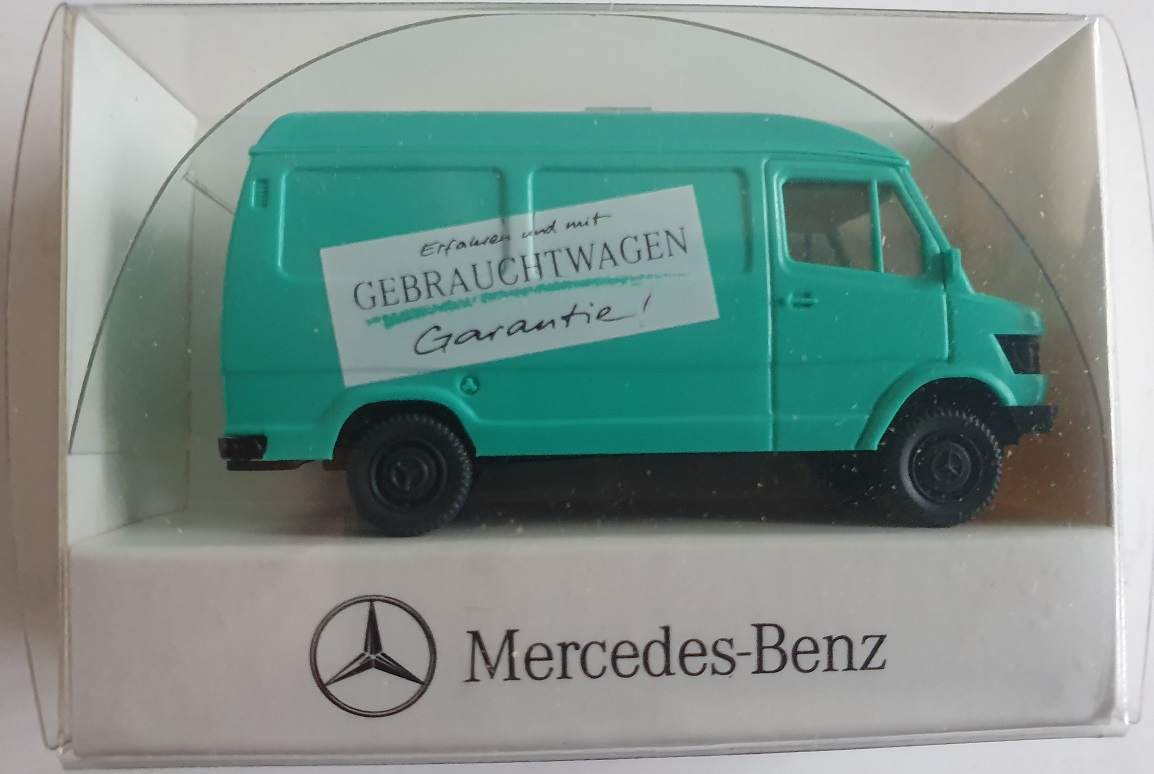 Erfahren und mit
GEBRAUCHTWAGEN
Garantie!
Mercedes-Benz